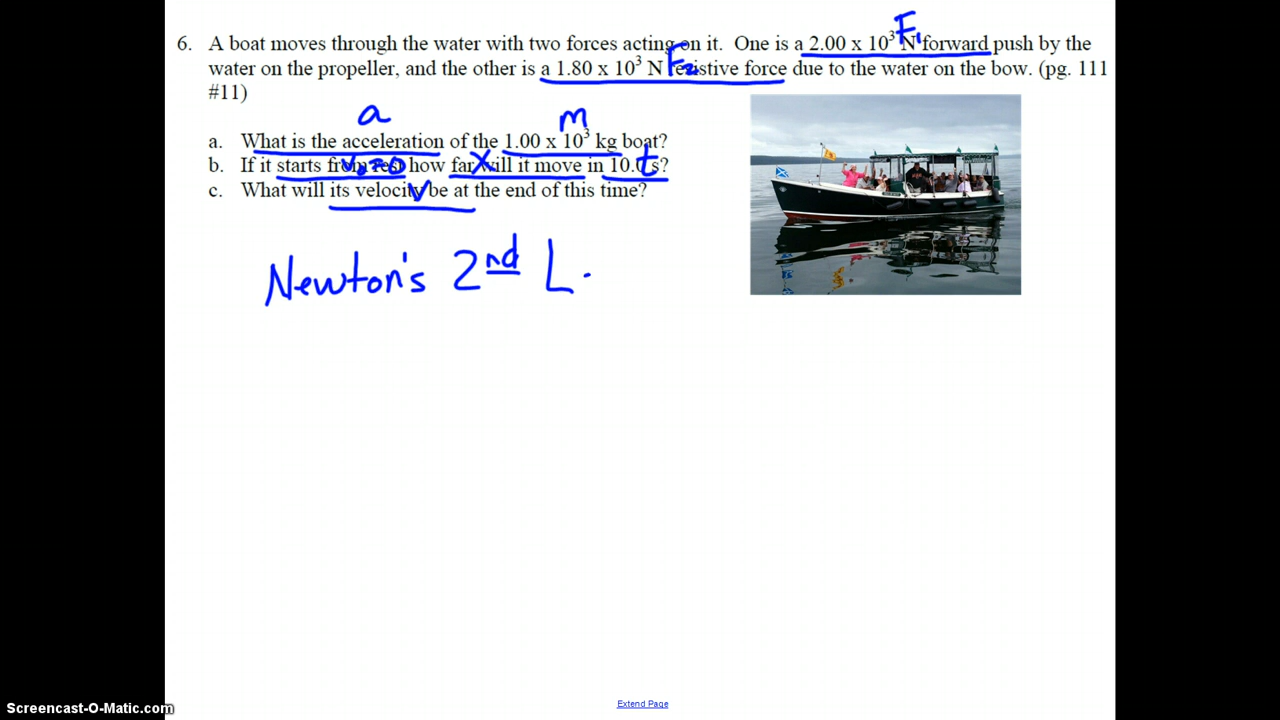 F₁
6. A boat moves through the water with two forces acting on it. One is a 2.00 x 10³ N forward push by the
water on the propeller, and the other is a 1.80 x 10³ N resistive force due to the water on the bow. (pg. 111
F₂
#11)
a m
a. What is the acceleration of the 1.00 x 10³ kg boat?
b. If it starts from rest how far will it move in 10.0 s?
v₀=0 x t
c. What will its velocity be at the end of this time?
v
Newton's 2nd L
Extend Page
Screencast-O-Matic.com